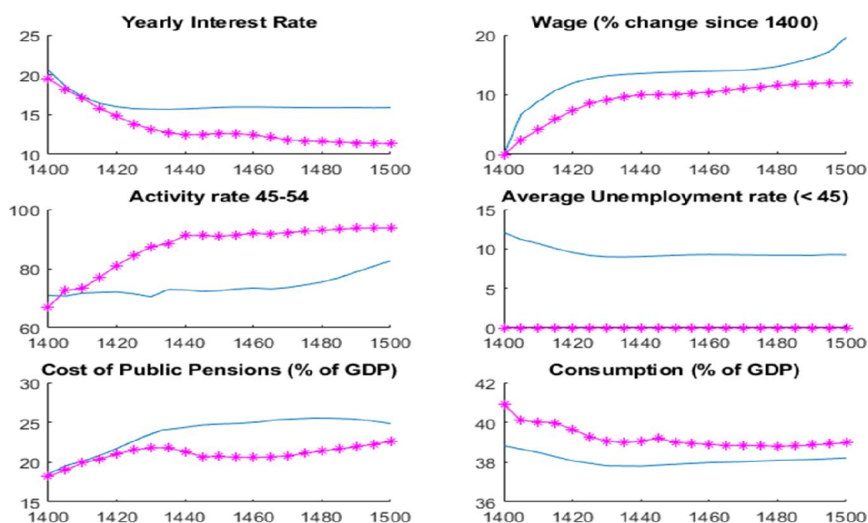 Yearly Interest Rate
25
20
15
10
1400 1420 1440 1460 1480 1500
Wage (% change since 1400)
20
10
0
1400 1420 1440 1460 1480 1500
Activity rate 45-54
100
80
60
1400 1420 1440 1460 1480 1500
Average Unemployment rate (< 45)
15
10
5
0
1400 1420 1440 1460 1480 1500
Cost of Public Pensions (% of GDP)
30
25
20
15
1400 1420 1440 1460 1480 1500
Consumption (% of GDP)
42
40
38
36
1400 1420 1440 1460 1480 1500